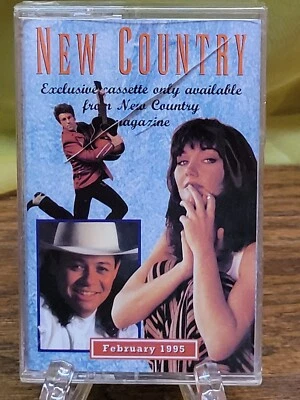 NEW COUNTRY
Exclusive cassette only available
from New Country
magazine
February 1995